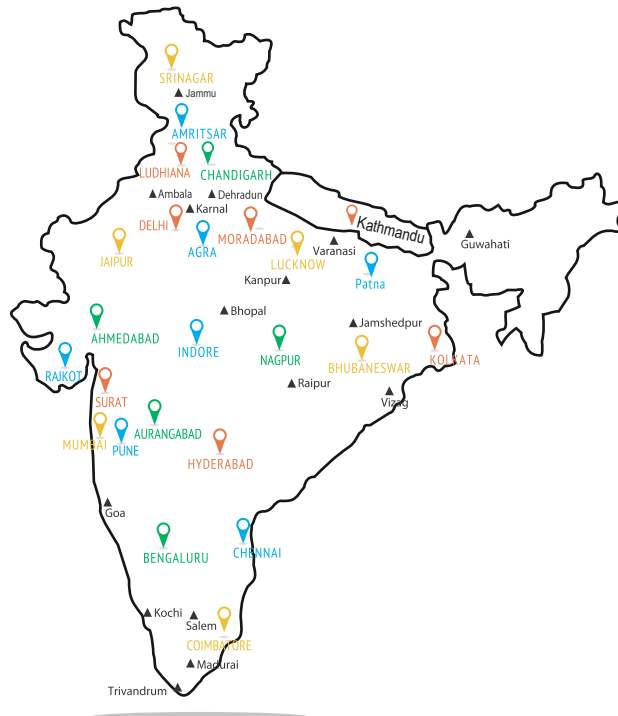 SRINAGAR
Jammu
AMRITSAR
LUDHIANA
CHANDIGARH
Ambala
Dehradun
Karnal
DELHI
MORADABAD
Kathmandu
AGRA
JAIPUR
LUCKNOW
Varanasi
Guwahati
Kanpur
Patna
Bhopal
Jamshedpur
AHMEDABAD
INDORE
NAGPUR
BHUBANESWAR
KOLKATA
RAJKOT
Raipur
SURAT
Vizag
MUMBAI
PUNE
AURANGABAD
HYDERABAD
Goa
BENGALURU
CHENNAI
Kochi
Salem
COIMBATORE
Madurai
Trivandrum